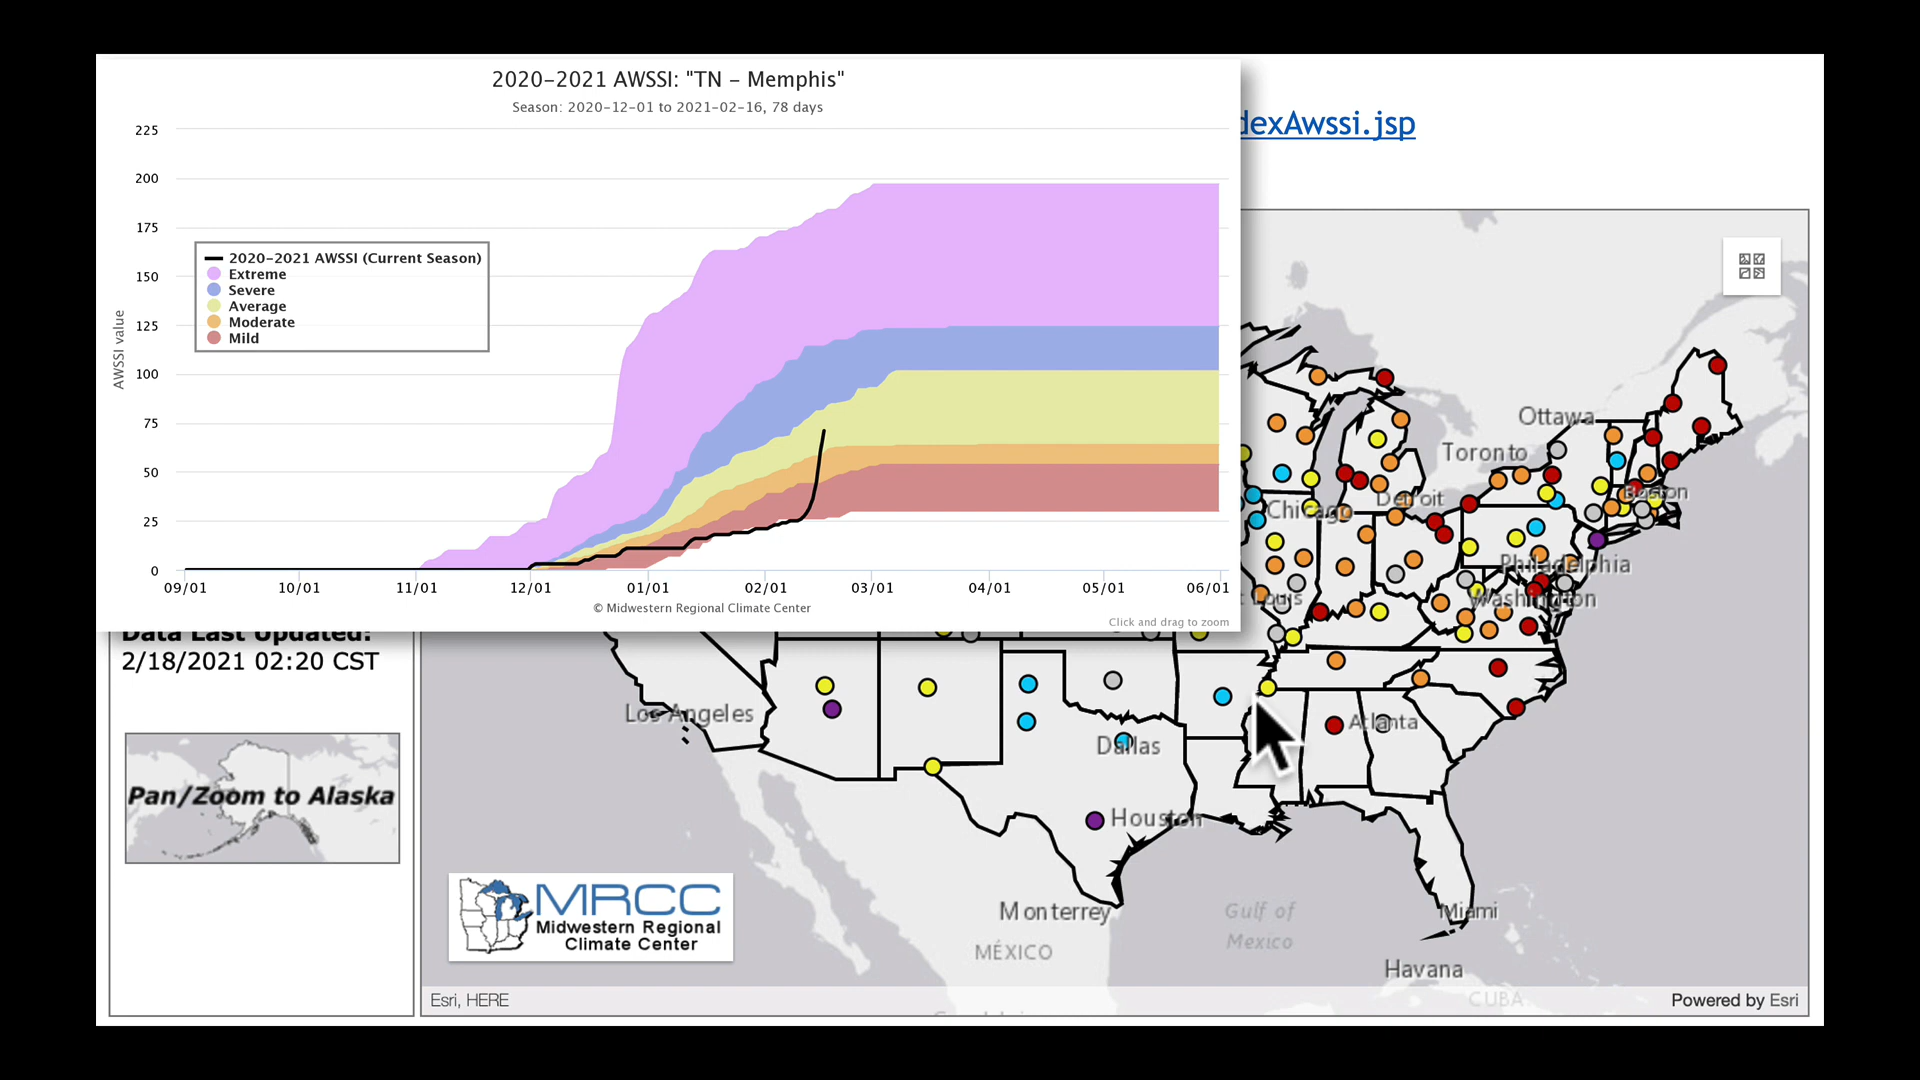 2020-2021 AWSSI: "TN - Memphis"
Season: 2020-12-01 to 2021-02-16, 78 days
dexAwssi.jsp
225
200
175
150
125
100
75
50
25
0
AWSSI value
2020-2021 AWSSI (Current Season)
Extreme
Severe
Average
Moderate
Mild
09/01 10/01 11/01 12/01 01/01 02/01 03/01 04/01 05/01 06/01
© Midwestern Regional Climate Center
Click and drag to zoom
Data Last Updated:
2/18/2021 02:20 CST
Pan/Zoom to Alaska
Ottawa
Toronto
Boston
Detroit
Chicago
Philadelphia
t Louis
Washington
Los Angeles
Atlanta
Dallas
Houston
Monterrey
Gulf of
Mexico
Miami
MÉXICO
Havana
CUBA
MRCC
Midwestern Regional
Climate Center
Esri, HERE
Powered by Esri